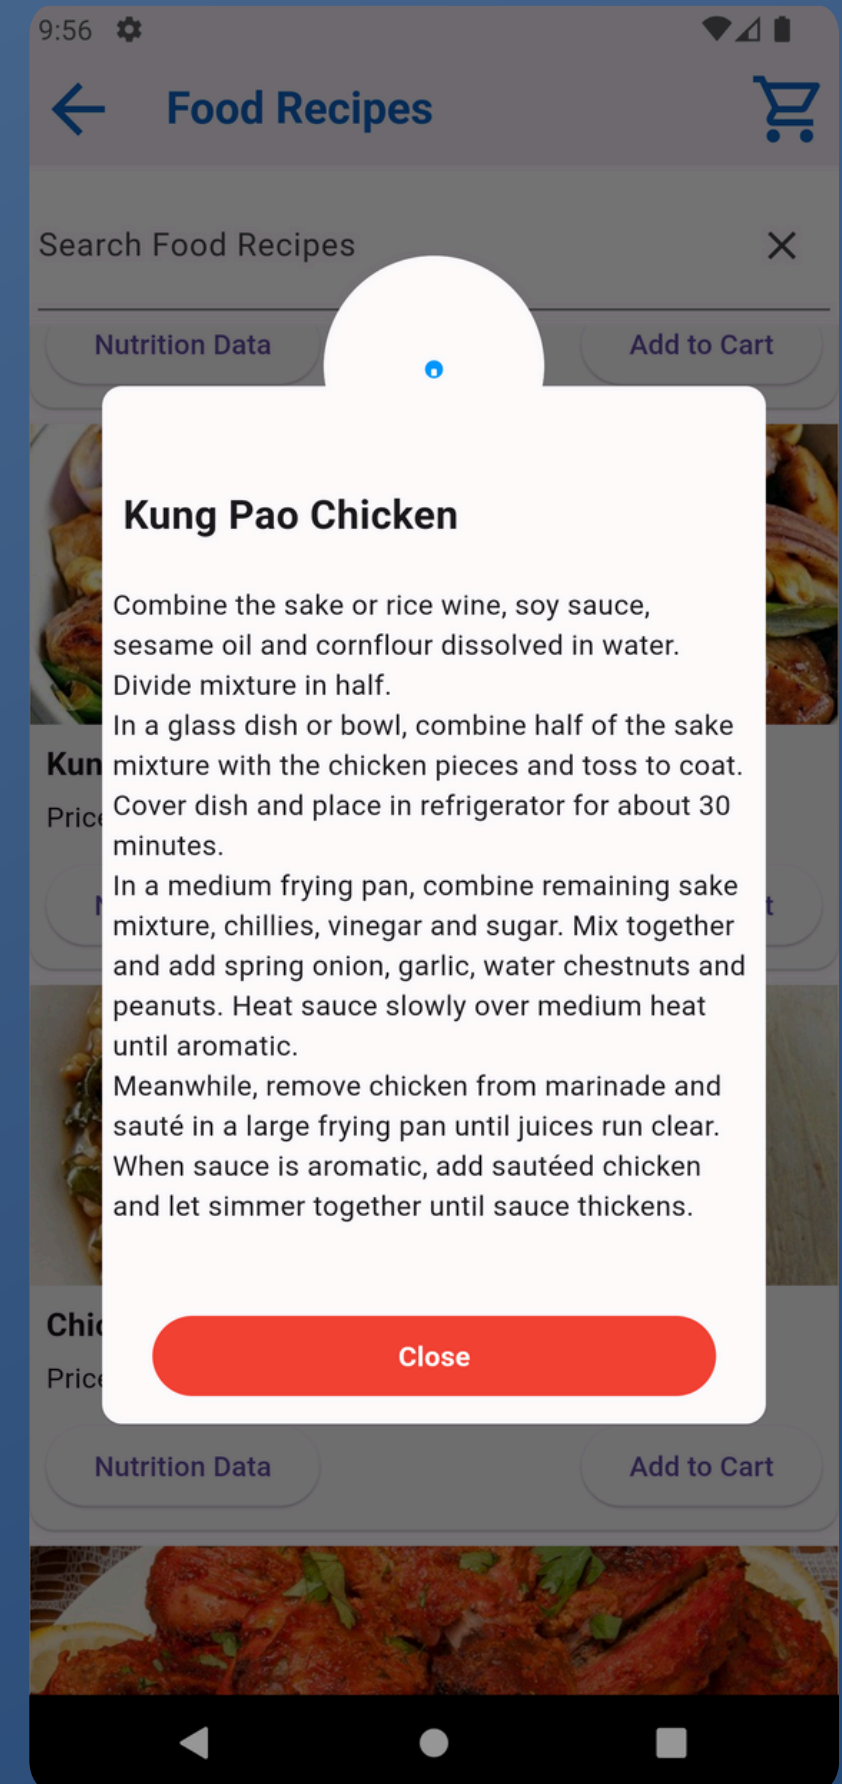 9:56
Food Recipes
Search Food Recipes
Nutrition Data
Add to Cart
Kung Pao Chicken
Combine the sake or rice wine, soy sauce,
sesame oil and cornflour dissolved in water.
Divide mixture in half.
In a glass dish or bowl, combine half of the sake
mixture with the chicken pieces and toss to coat.
Cover dish and place in refrigerator for about 30
minutes.
In a medium frying pan, combine remaining sake
mixture, chillies, vinegar and sugar. Mix together
and add spring onion, garlic, water chestnuts and
peanuts. Heat sauce slowly over medium heat
until aromatic.
Meanwhile, remove chicken from marinade and
sauté in a large frying pan until juices run clear.
When sauce is aromatic, add sautéed chicken
and let simmer together until sauce thickens.
Close
Nutrition Data
Add to Cart